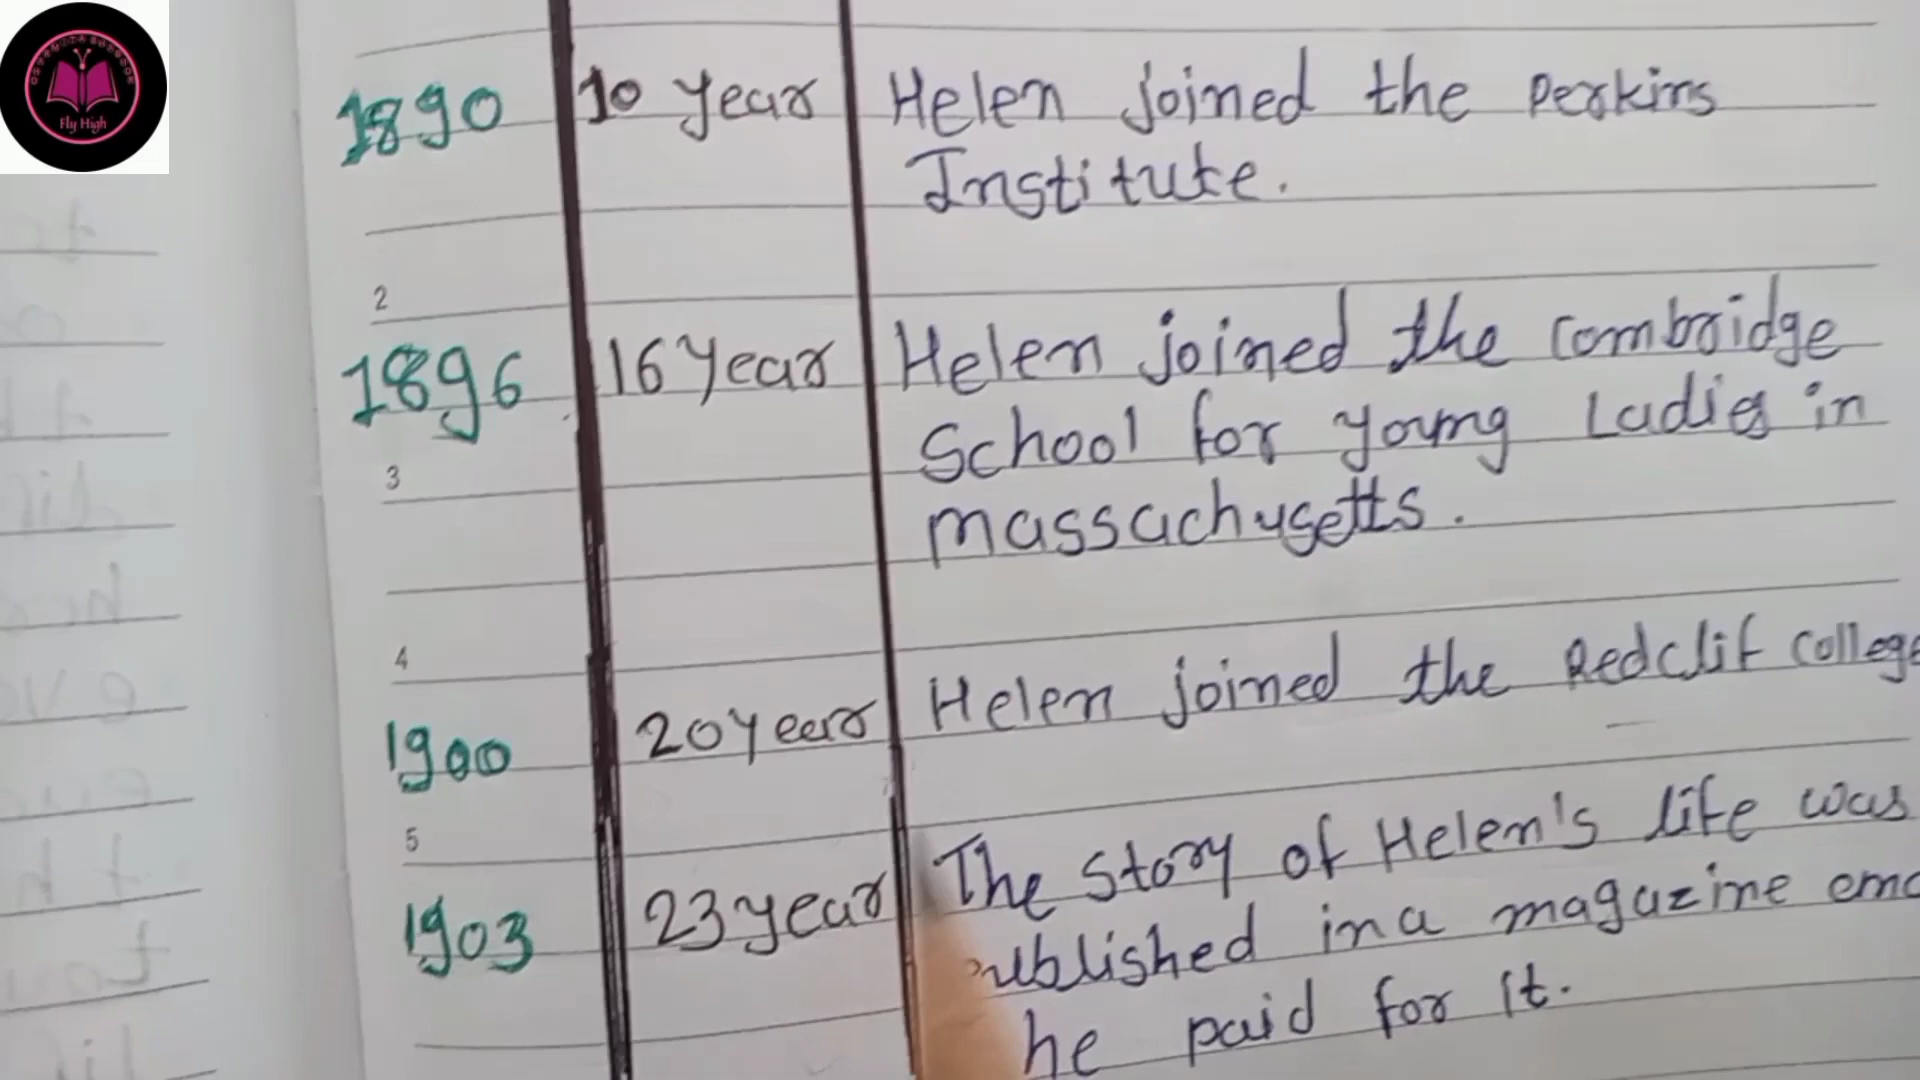 Fly High
1890 10 year Helen joined the Perkins
Institute.
2
1896 16 Year Helen joined the Combridge
School for young Ladies in
3
massachusetts.
4
1900 20 year Helen joined the Redclif College
5
1903 23 year The Story of Helen's life was
published in a magazine
he paid for it.